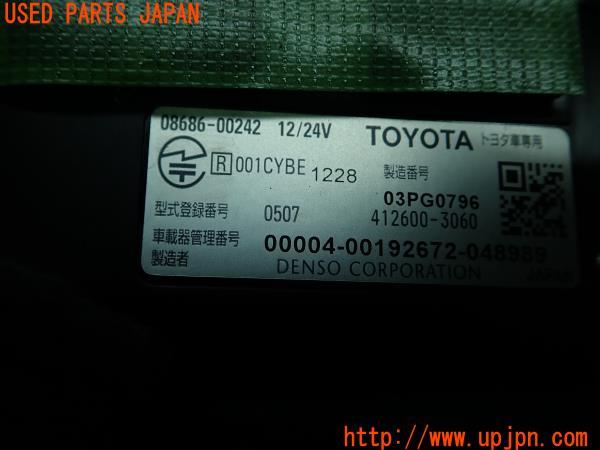 USED PARTS JAPAN
08686-00242 12/24V TOYOTA トヨタ車専用
R 001CYBE 1228 製造番号
03PG0796
型式登録番号 0507 412600-3060
車載器管理番号 00004-00192672-048989
製造者 DENSO CORPORATION JAPAN
http://www.upjpn.com